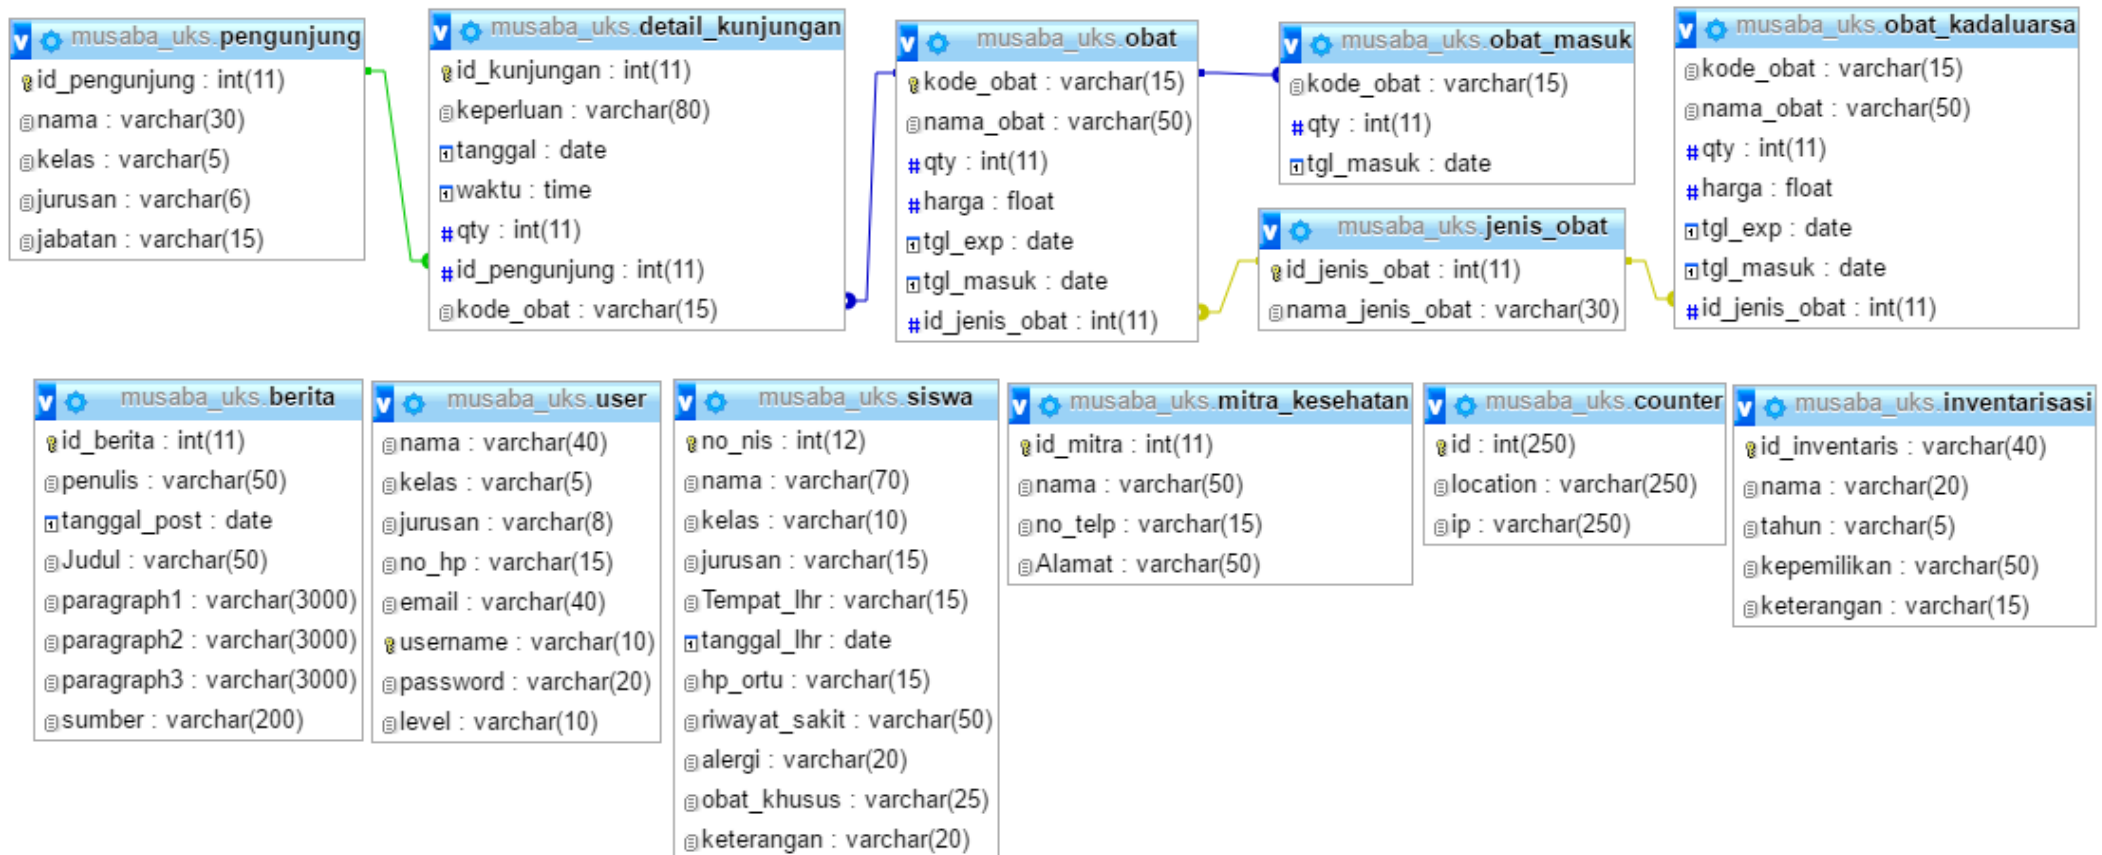 musaba_uks.pengunjung
id_pengunjung : int(11)
nama : varchar(30)
kelas : varchar(5)
jurusan : varchar(6)
jabatan : varchar(15)
musaba_uks.detail_kunjungan
id_kunjungan : int(11)
keperluan : varchar(80)
tanggal : date
waktu : time
qty : int(11)
id_pengunjung : int(11)
kode_obat : varchar(15)
musaba_uks.obat
kode_obat : varchar(15)
nama_obat : varchar(50)
qty : int(11)
harga : float
tgl_exp : date
tgl_masuk : date
id_jenis_obat : int(11)
musaba_uks.obat_masuk
kode_obat : varchar(15)
qty : int(11)
tgl_masuk : date
musaba_uks.jenis_obat
id_jenis_obat : int(11)
nama_jenis_obat : varchar(30)
musaba_uks.obat_kadaluarsa
kode_obat : varchar(15)
nama_obat : varchar(50)
qty : int(11)
harga : float
tgl_exp : date
tgl_masuk : date
id_jenis_obat : int(11)
musaba_uks.berita
id_berita : int(11)
penulis : varchar(50)
tanggal_post : date
Judul : varchar(50)
paragraph1 : varchar(3000)
paragraph2 : varchar(3000)
paragraph3 : varchar(3000)
sumber : varchar(200)
musaba_uks.user
nama : varchar(40)
kelas : varchar(5)
jurusan : varchar(8)
no_hp : varchar(15)
email : varchar(40)
username : varchar(10)
password : varchar(20)
level : varchar(10)
musaba_uks.siswa
no_nis : int(12)
nama : varchar(70)
kelas : varchar(10)
jurusan : varchar(15)
Tempat_lhr : varchar(15)
tanggal_lhr : date
hp_ortu : varchar(15)
riwayat_sakit : varchar(50)
alergi : varchar(20)
obat_khusus : varchar(25)
keterangan : varchar(20)
musaba_uks.mitra_kesehatan
id_mitra : int(11)
nama : varchar(50)
no_telp : varchar(15)
Alamat : varchar(50)
musaba_uks.counter
id : int(250)
location : varchar(250)
ip : varchar(250)
musaba_uks.inventarisasi
id_inventaris : varchar(40)
nama : varchar(20)
tahun : varchar(5)
kepemilikan : varchar(50)
keterangan : varchar(15)